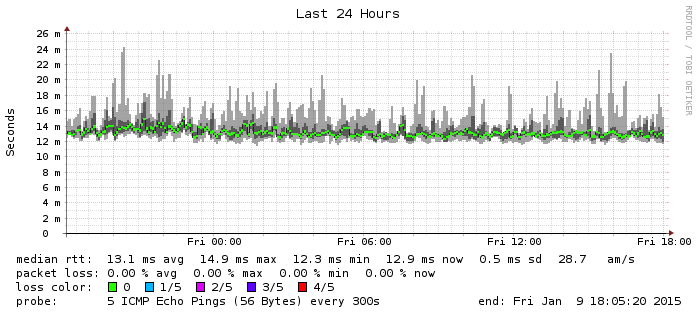 Last 24 Hours
RRDTOOL / TOBI OETIKER
Seconds
26 m
24 m
22 m
20 m
18 m
16 m
14 m
12 m
10 m
8 m
6 m
4 m
2 m
0
Fri 00:00 Fri 06:00 Fri 12:00 Fri 18:00
median rtt: 13.1 ms avg 14.9 ms max 12.3 ms min 12.9 ms now 0.5 ms sd 28.7 am/s
packet loss: 0.00 % avg 0.00 % max 0.00 % min 0.00 % now
loss color: 0 1/5 2/5 3/5 4/5
probe: 5 ICMP Echo Pings (56 Bytes) every 300s end: Fri Jan 9 18:05:20 2015